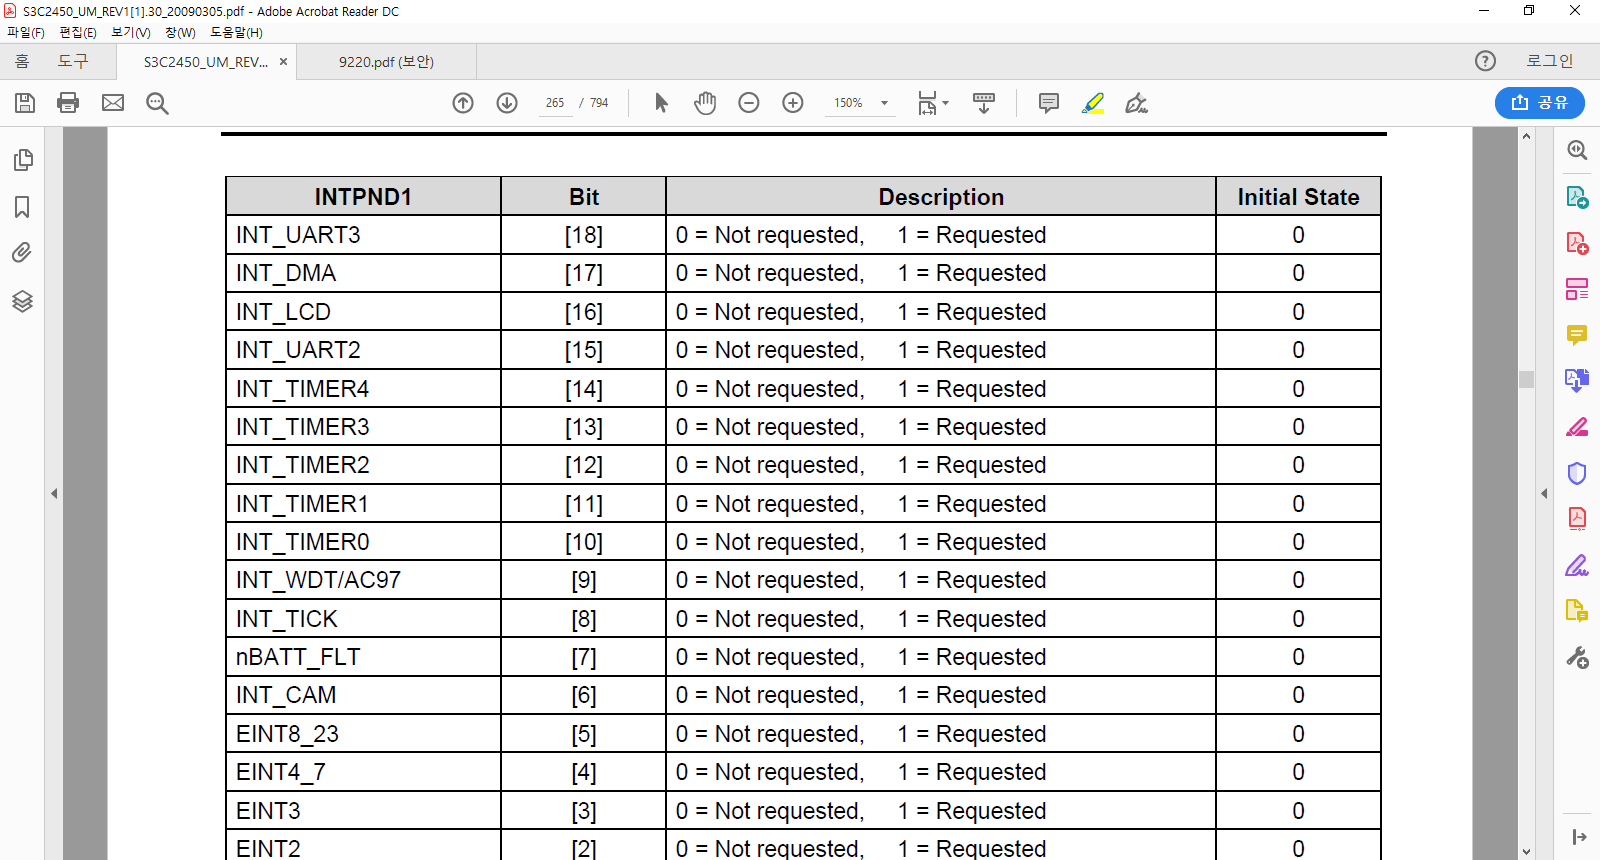 S3C2450_UM_REV1[1].30_20090305.pdf - Adobe Acrobat Reader DC
파일(F) 편집(E) 보기(V) 창(W) 도움말(H)
홈 도구 S3C2450_UM_REV... × 9220.pdf (보안) 로그인
265 / 794 150% 공유
INTPND1 Bit Description Initial State
INT_UART3 [18] 0 = Not requested, 1 = Requested 0
INT_DMA [17] 0 = Not requested, 1 = Requested 0
INT_LCD [16] 0 = Not requested, 1 = Requested 0
INT_UART2 [15] 0 = Not requested, 1 = Requested 0
INT_TIMER4 [14] 0 = Not requested, 1 = Requested 0
INT_TIMER3 [13] 0 = Not requested, 1 = Requested 0
INT_TIMER2 [12] 0 = Not requested, 1 = Requested 0
INT_TIMER1 [11] 0 = Not requested, 1 = Requested 0
INT_TIMER0 [10] 0 = Not requested, 1 = Requested 0
INT_WDT/AC97 [9] 0 = Not requested, 1 = Requested 0
INT_TICK [8] 0 = Not requested, 1 = Requested 0
nBATT_FLT [7] 0 = Not requested, 1 = Requested 0
INT_CAM [6] 0 = Not requested, 1 = Requested 0
EINT8_23 [5] 0 = Not requested, 1 = Requested 0
EINT4_7 [4] 0 = Not requested, 1 = Requested 0
EINT3 [3] 0 = Not requested, 1 = Requested 0
EINT2 [2] 0 = Not requested, 1 = Requested 0